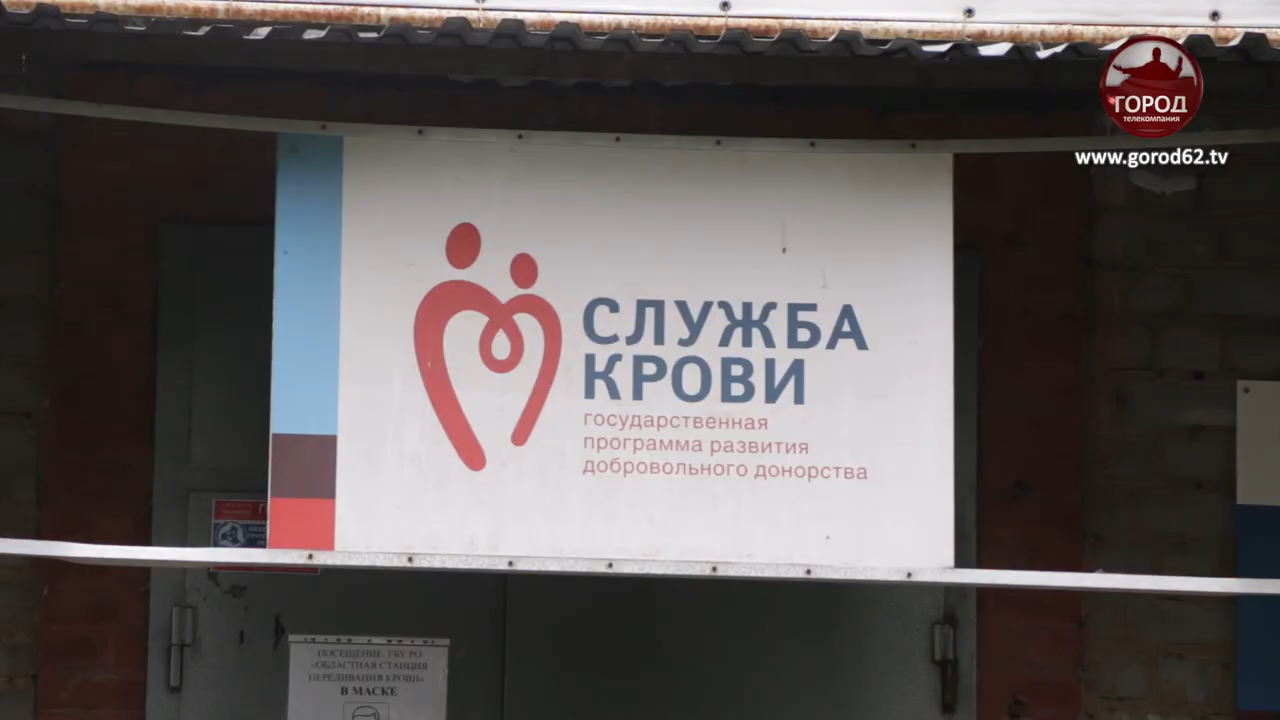 ГОРОД
телекомпания
www.gorod62.tv
СЛУЖБА
КРОВИ
государственная
программа развития
добровольного донорства
ПОСЕЩЕНИЕ ГБУ РО
«ОБЛАСТНАЯ СТАНЦИЯ
ПЕРЕЛИВАНИЯ КРОВИ»
В МАСКЕ